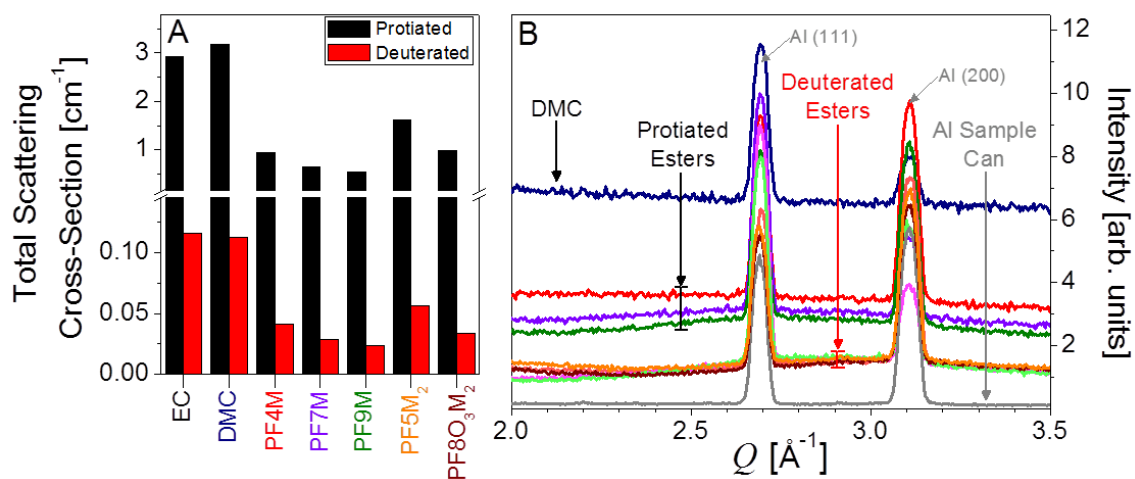 A
Protiated
Deuterated
Total Scattering
Cross-Section [cm⁻¹]
3
2
1
0.10
0.05
0.00
EC
DMC
PF4M
PF7M
PF9M
PF5M₂
PF8O₃M₂
B
Al (111)
Al (200)
DMC
Protiated
Esters
Deuterated
Esters
Al Sample
Can
12
10
8
6
4
2
Intensity [arb. units]
2.0
2.5
3.0
3.5
Q [Å⁻¹]